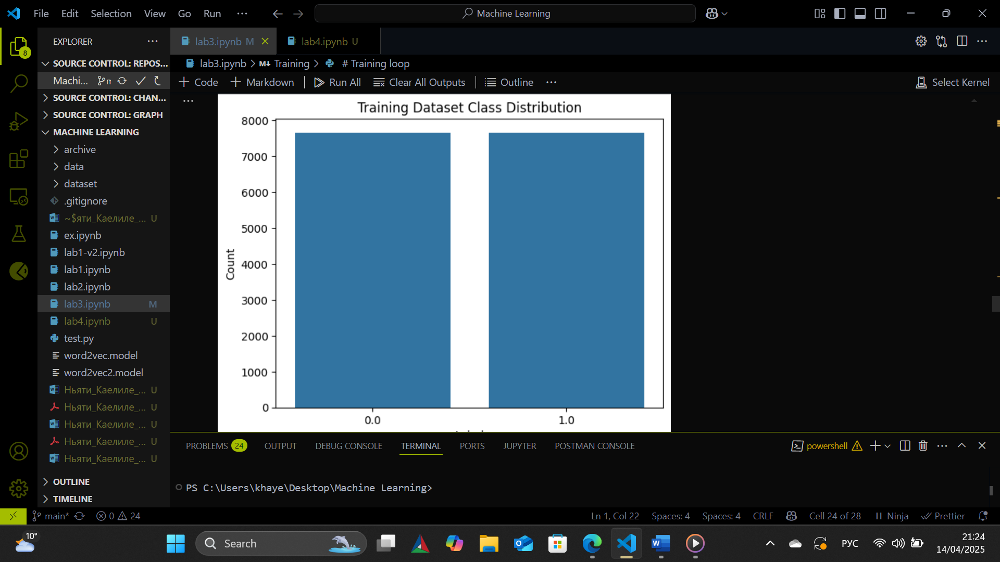 File Edit Selection View Go Run ···
Machine Learning
8
EXPLORER ···
SOURCE CONTROL: REPOS...
Machi...
SOURCE CONTROL: CHAN...
SOURCE CONTROL: GRAPH
MACHINE LEARNING
archive
data
dataset
.gitignore
~$яти_Каелиле_... U
ex.ipynb
lab1-v2.ipynb
lab1.ipynb
lab2.ipynb
lab3.ipynb M
lab4.ipynb U
test.py
word2vec.model
word2vec2.model
Ньяти_Каелиле_... U
Ньяти_Каелиле_... U
Ньяти_Каелиле_... U
Ньяти_Каелиле_... U
Ньяти_Каелиле_... U
OUTLINE
TIMELINE
lab3.ipynb M
lab4.ipynb U
lab3.ipynb > M↓ Training > # Training loop
+ Code + Markdown Run All Clear All Outputs Outline ···
Select Kernel
Training Dataset Class Distribution
8000
7000
6000
5000
4000
3000
2000
1000
0
Count
0.0 1.0
PROBLEMS 24 OUTPUT DEBUG CONSOLE TERMINAL PORTS JUPYTER POSTMAN CONSOLE
powershell
PS C:\Users\khaye\Desktop\Machine Learning>
main* 0 24
Ln 1, Col 22 Spaces: 4 Spaces: 4 CRLF Cell 24 of 28 Ninja Prettier
10°
Search
РУС
21:24
14/04/2025